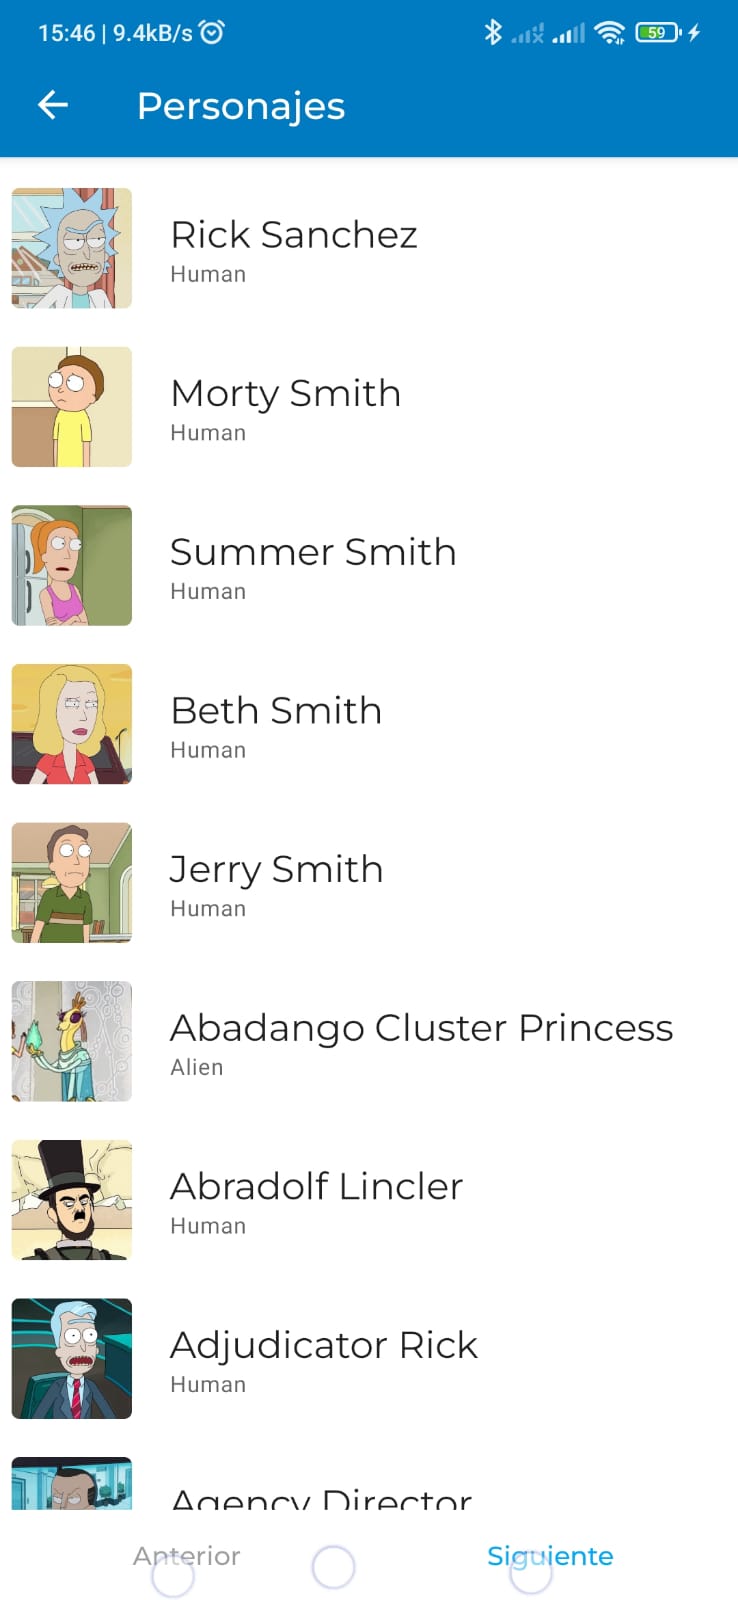 15:46 | 9.4kB/s
59
Personajes
Rick Sanchez
Human
Morty Smith
Human
Summer Smith
Human
Beth Smith
Human
Jerry Smith
Human
Abadango Cluster Princess
Alien
Abradolf Lincler
Human
Adjudicator Rick
Human
Agency Director
Anterior
Siguiente